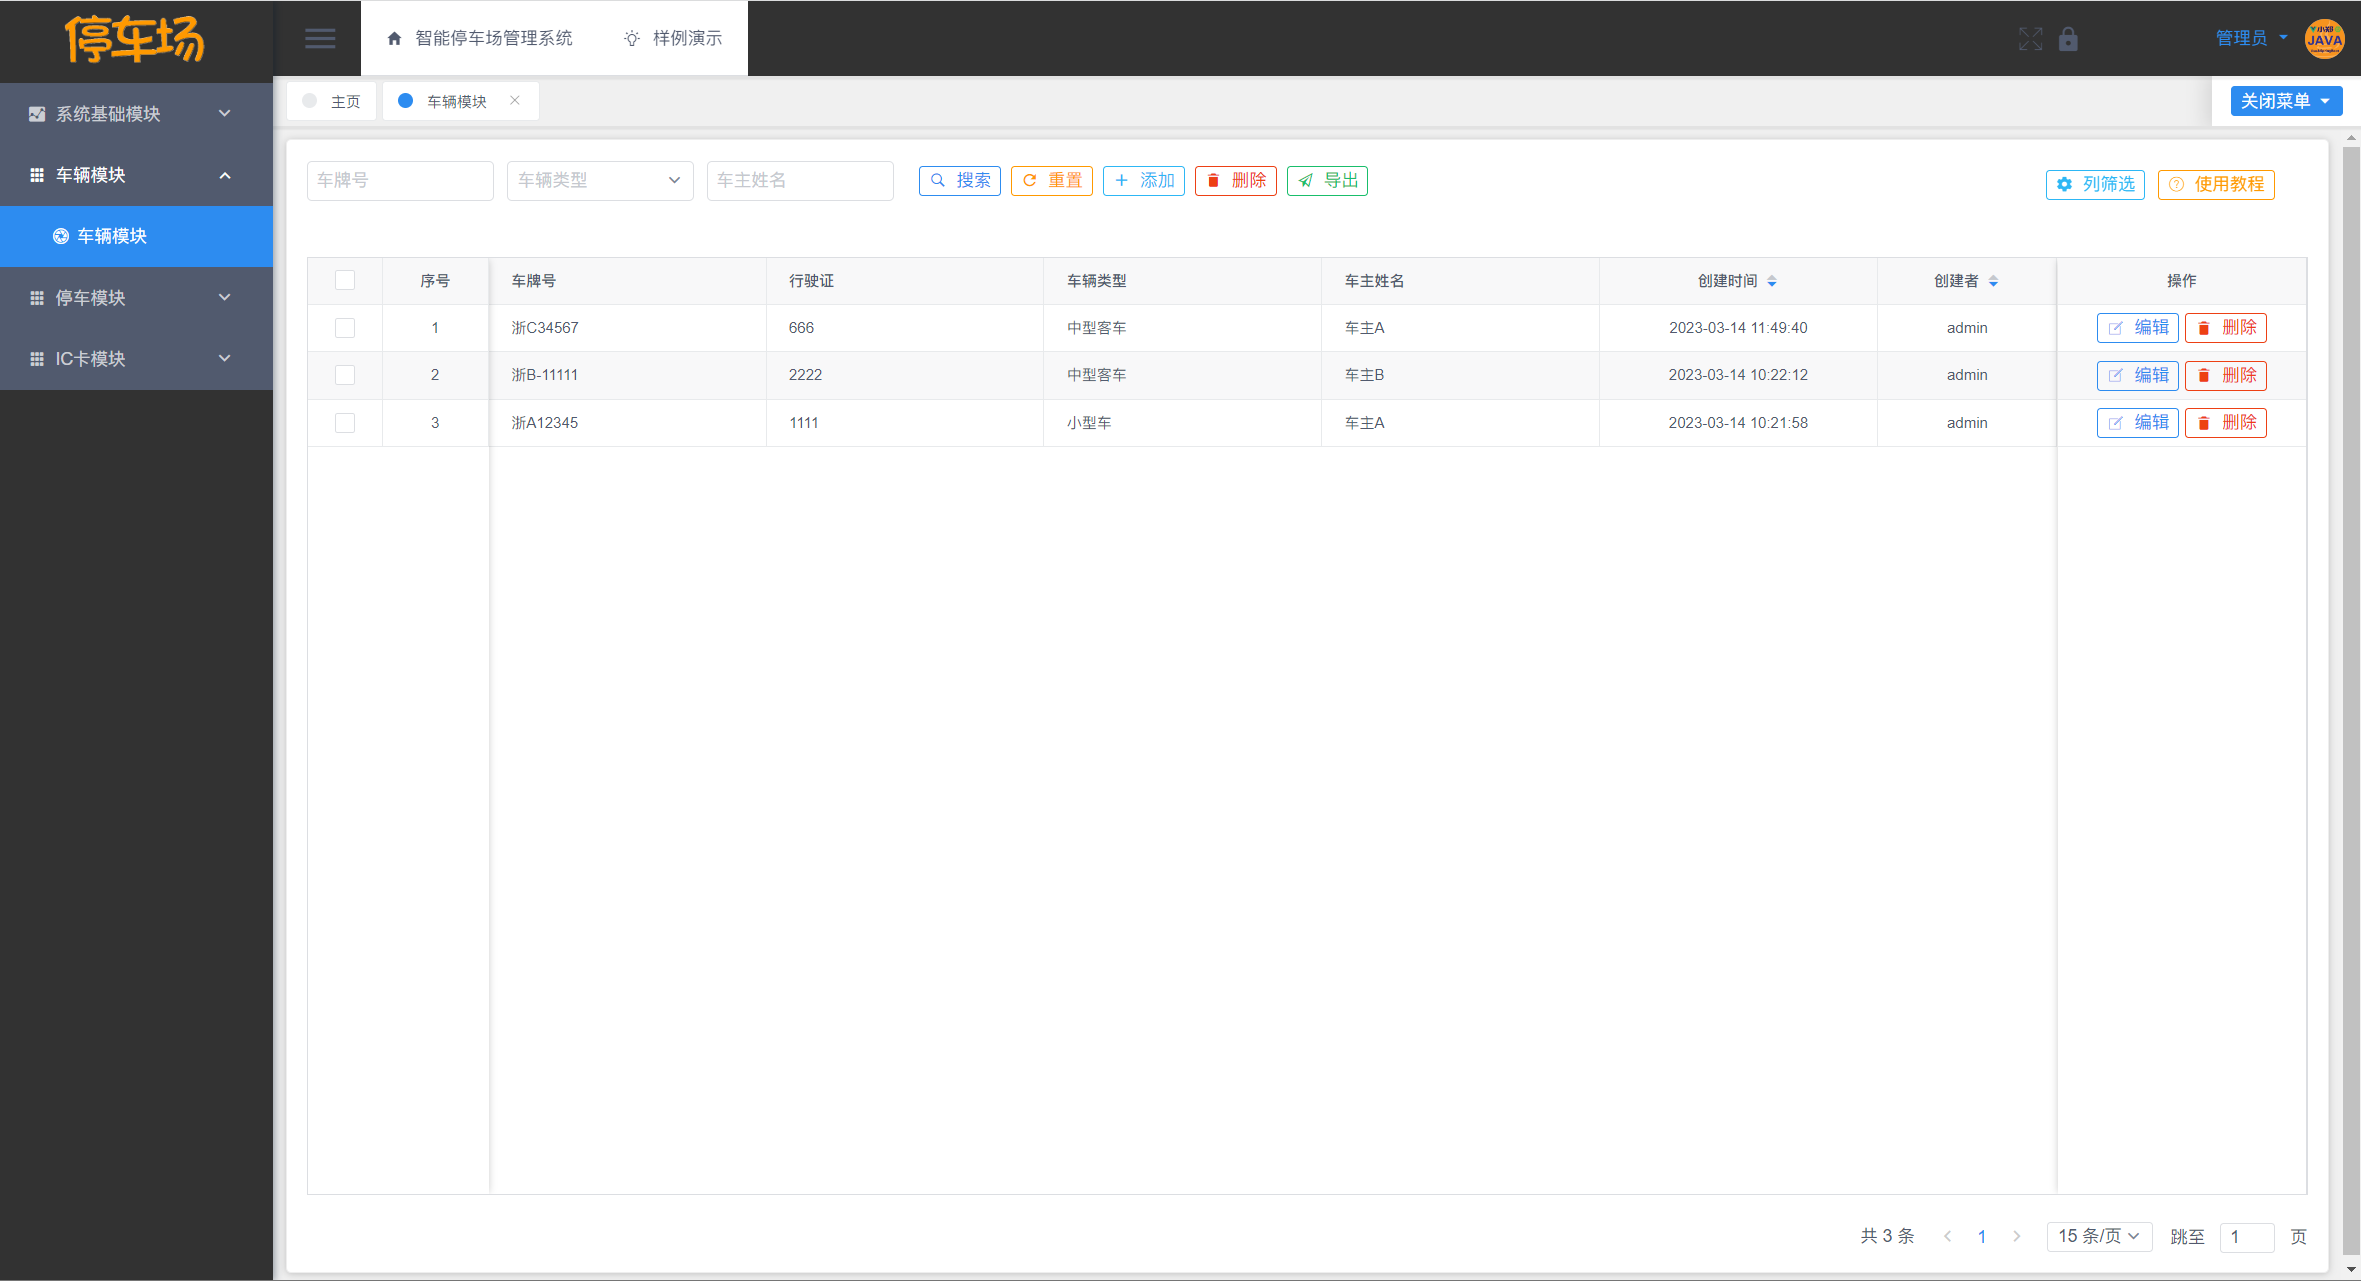 停车场
智能停车场管理系统 样例演示
管理员
小郑
JAVA
主页 车辆模块 关闭菜单
系统基础模块
车辆模块
车辆模块
停车模块
IC卡模块
车牌号 车辆类型 车主姓名 搜索 重置 添加 删除 导出 列筛选 使用教程
序号 车牌号 行驶证 车辆类型 车主姓名 创建时间 创建者 操作
1 浙C34567 666 中型客车 车主A 2023-03-14 11:49:40 admin 编辑 删除
2 浙B-11111 2222 中型客车 车主B 2023-03-14 10:22:12 admin 编辑 删除
3 浙A12345 1111 小型车 车主A 2023-03-14 10:21:58 admin 编辑 删除
共 3 条 1 15 条/页 跳至 1 页